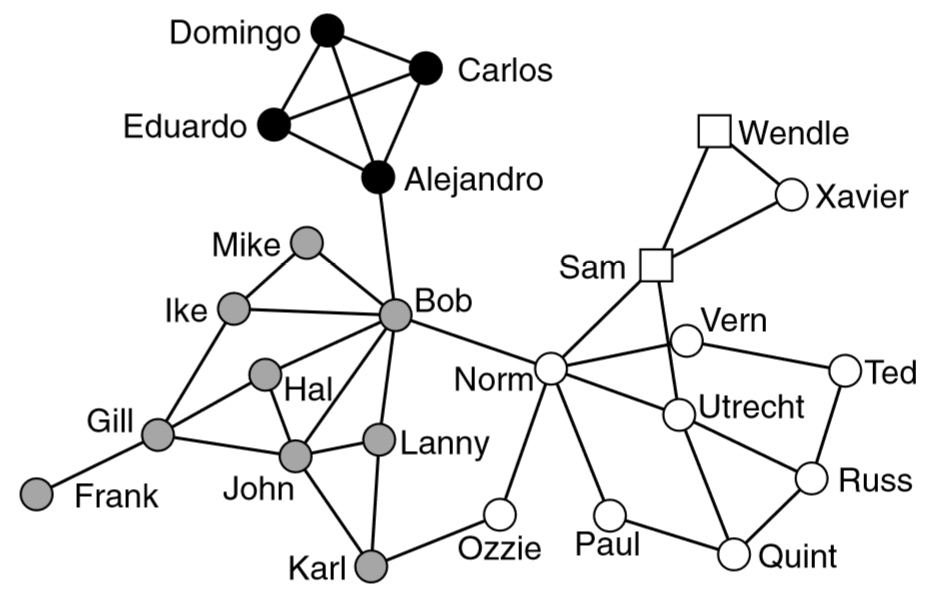 Domingo
Carlos
Eduardo
Wendle
Alejandro
Xavier
Mike
Sam
Bob
Ike
Vern
Norm
Ted
Hal
Utrecht
Gill
Lanny
Russ
John
Frank
Ozzie
Paul
Quint
Karl